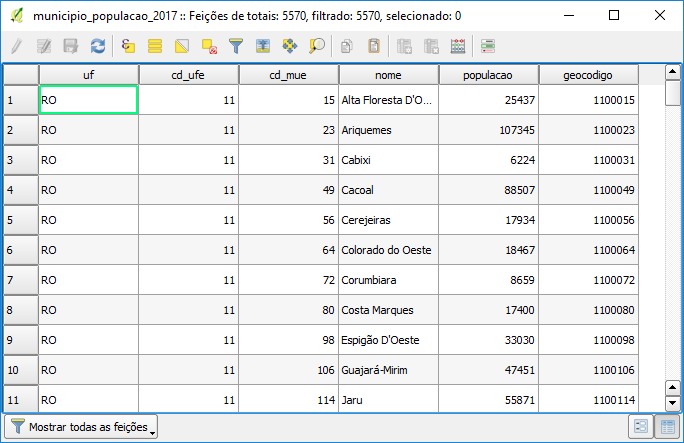 municipio_populacao_2017 :: Feições de totais: 5570, filtrado: 5570, selecionado: 0
uf cd_ufe cd_mue nome populacao geocodigo
1 RO 11 15 Alta Floresta D'O... 25437 1100015
2 RO 11 23 Ariquemes 107345 1100023
3 RO 11 31 Cabixi 6224 1100031
4 RO 11 49 Cacoal 88507 1100049
5 RO 11 56 Cerejeiras 17934 1100056
6 RO 11 64 Colorado do Oeste 18467 1100064
7 RO 11 72 Corumbiara 8659 1100072
8 RO 11 80 Costa Marques 17400 1100080
9 RO 11 98 Espigão D'Oeste 33030 1100098
10 RO 11 106 Guajará-Mirim 47451 1100106
11 RO 11 114 Jaru 55871 1100114
Mostrar todas as feições